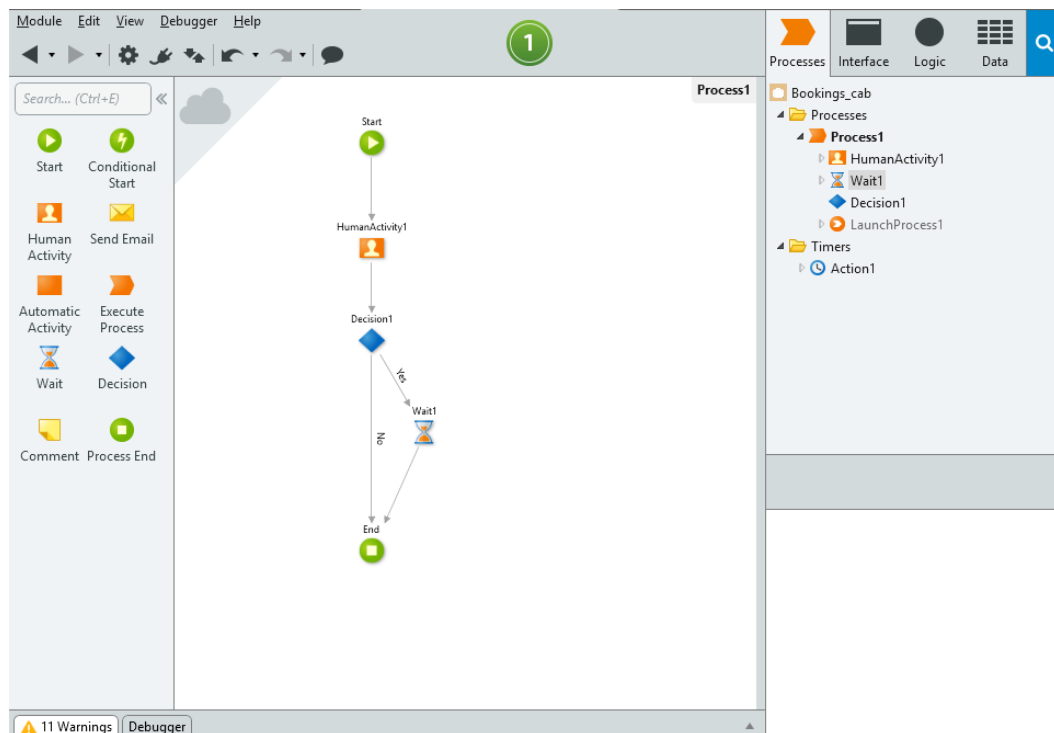 Module Edit View Debugger Help
1
Processes Interface Logic Data
Search... (Ctrl+E)
Start
Conditional
Start
Human
Activity
Send Email
Automatic
Activity
Execute
Process
Wait
Decision
Comment
Process End
Process1
Start
HumanActivity1
Decision1
Yes
Wait1
No
End
Bookings_cab
Processes
Process1
HumanActivity1
Wait1
Decision1
LaunchProcess1
Timers
Action1
11 Warnings
Debugger